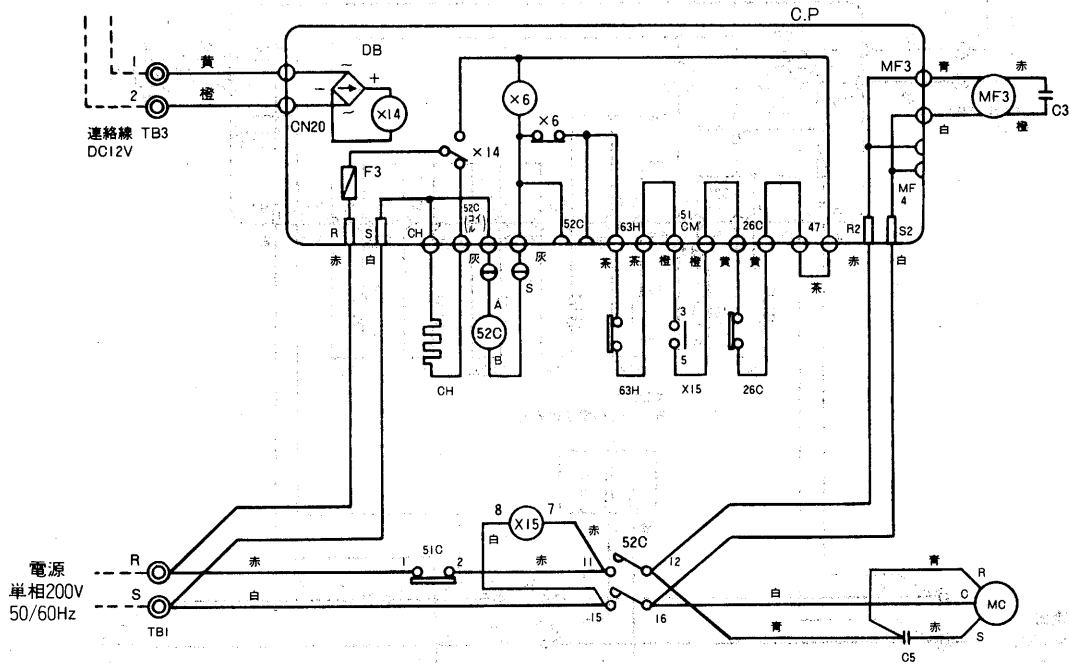 C.P
DB
1
黄
2
橙
CN20
連絡線 TB3
DC12V
~
−
+
~
X14
X6
X6
X14
F3
MF3
青
赤
MF3
白
橙
C3
MF
4
R
S
CH
52C
(コイ
ル)
灰
灰
52C
63H
51
CM
26C
47
R2
S2
赤
白
茶
茶
橙
橙
黄
黄
茶
赤
白
A
52C
B
S
CH
63H
3
5
X15
26C
8
X15
7
白
赤
52C
電源
単相200V
50/60Hz
R
赤
1
51C
2
赤
11
12
S
白
15
16
白
青
TB1
青
R
C
MC
赤
S
C5